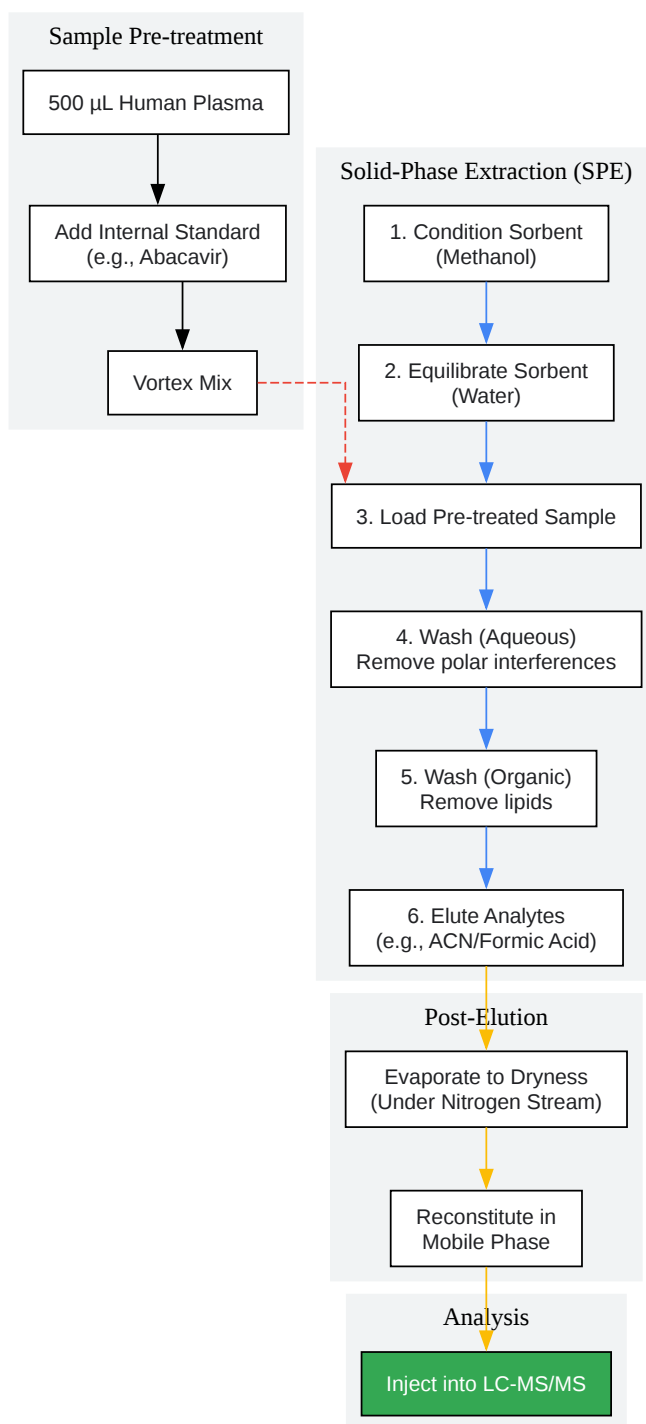 Sample Pre-treatment
500 µL Human Plasma
Add Internal Standard
(e.g., Abacavir)
Vortex Mix
Solid-Phase Extraction (SPE)
1. Condition Sorbent
(Methanol)
2. Equilibrate Sorbent
(Water)
3. Load Pre-treated Sample
4. Wash (Aqueous)
Remove polar interferences
5. Wash (Organic)
Remove lipids
6. Elute Analytes
(e.g., ACN/Formic Acid)
Post-Elution
Evaporate to Dryness
(Under Nitrogen Stream)
Reconstitute in
Mobile Phase
Analysis
Inject into LC-MS/MS